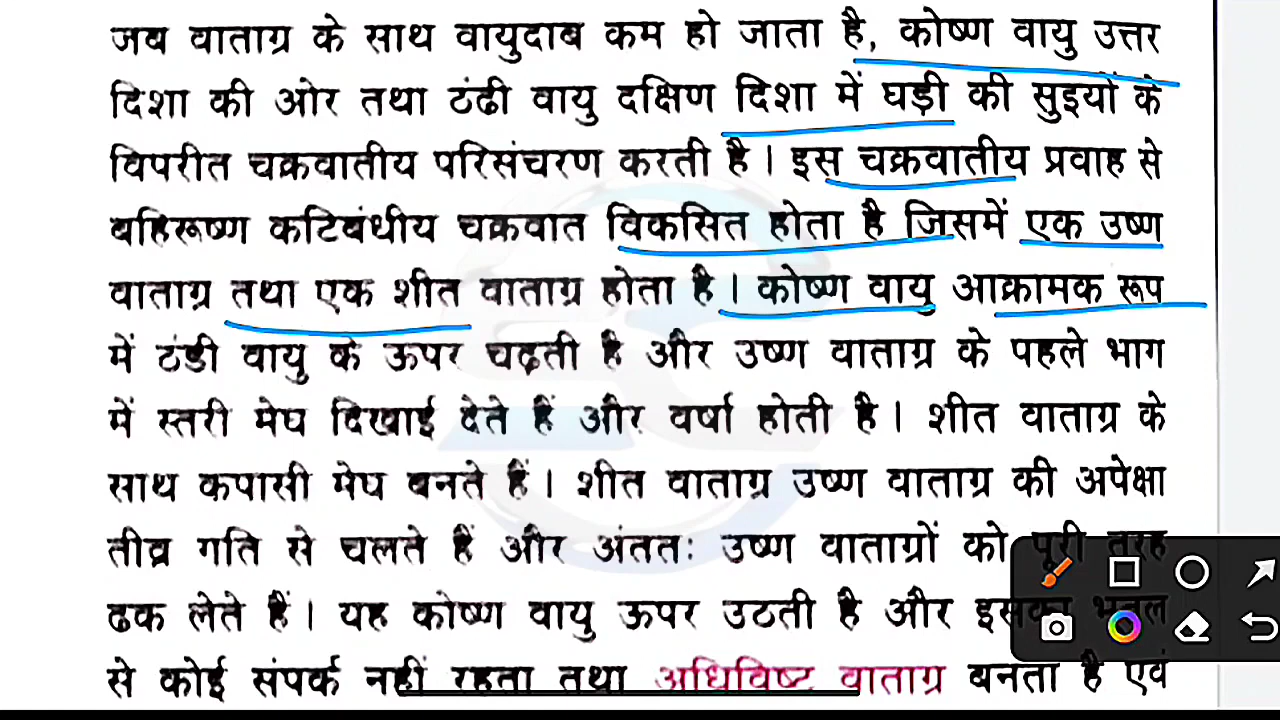 जब वाताग्र के साथ वायुदाब कम हो जाता है, कोष्ण वायु उत्तर
दिशा की ओर तथा ठंढी वायु दक्षिण दिशा में घड़ी की सुइयों के
विपरीत चक्रवातीय परिसंचरण करती है। इस चक्रवातीय प्रवाह से
बहिरूष्ण कटिबंधीय चक्रवात विकसित होता है जिसमें एक उष्ण
वाताग्र तथा एक शीत वाताग्र होता है। कोष्ण वायु आक्रामक रूप
में ठंडी वायु के ऊपर चढ़ती है और उष्ण वाताग्र के पहले भाग
में स्तरी मेघ दिखाई देते हैं और वर्षा होती है। शीत वाताग्र के
साथ कपासी मेघ बनते हैं। शीत वाताग्र उष्ण वाताग्र की अपेक्षा
तीव्र गति से चलते हैं और अंततः उष्ण वाताग्रों को पूरी तरह
ढक लेते हैं। यह कोष्ण वायु ऊपर उठती है और इसका भूतल
से कोई संपर्क नहीं रहता तथा अधिविष्ट वाताग्र बनता है एवं